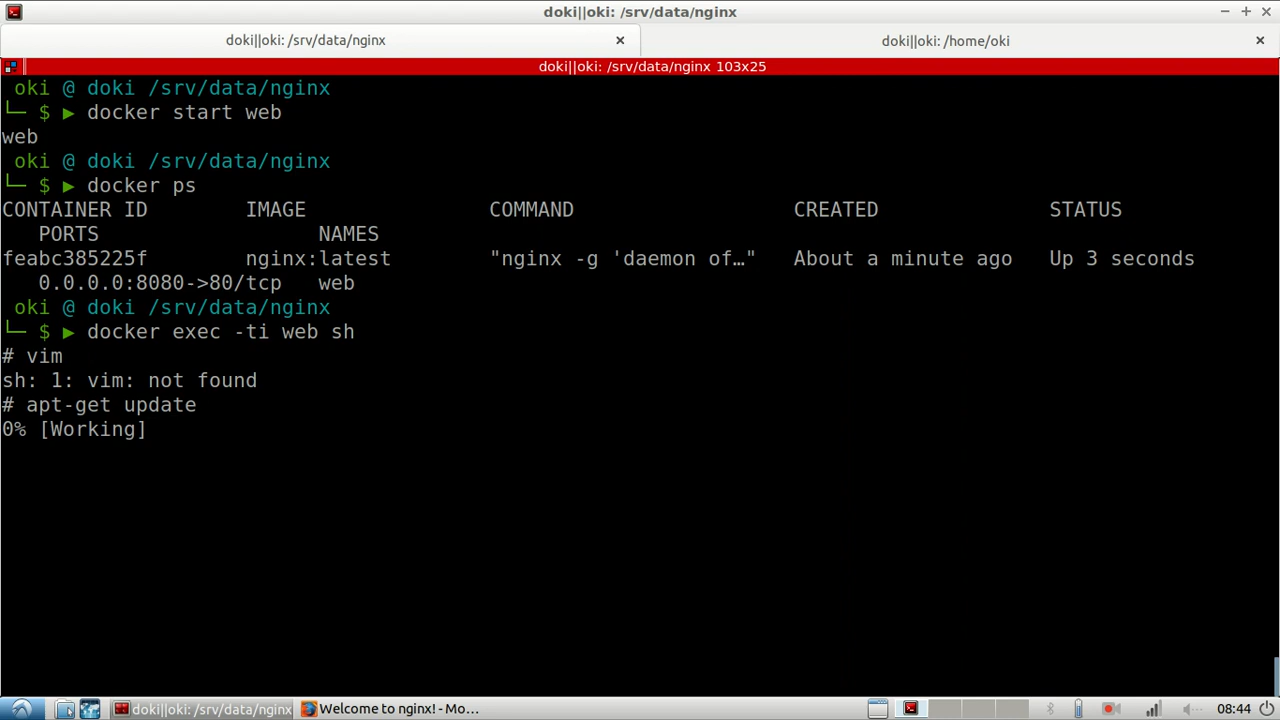 doki||oki: /srv/data/nginx
doki||oki: /srv/data/nginx
doki||oki: /home/oki
doki||oki: /srv/data/nginx 103x25
oki @ doki /srv/data/nginx
└─ $ ▶ docker start web
web
oki @ doki /srv/data/nginx
└─ $ ▶ docker ps
CONTAINER ID        IMAGE               COMMAND                  CREATED              STATUS
   PORTS                  NAMES
feabc385225f        nginx:latest        "nginx -g 'daemon of…"   About a minute ago   Up 3 seconds
   0.0.0.0:8080->80/tcp   web
oki @ doki /srv/data/nginx
└─ $ ▶ docker exec -ti web sh
# vim
sh: 1: vim: not found
# apt-get update
0% [Working]
doki||oki: /srv/data/nginx
Welcome to nginx! - Mo...
08:44